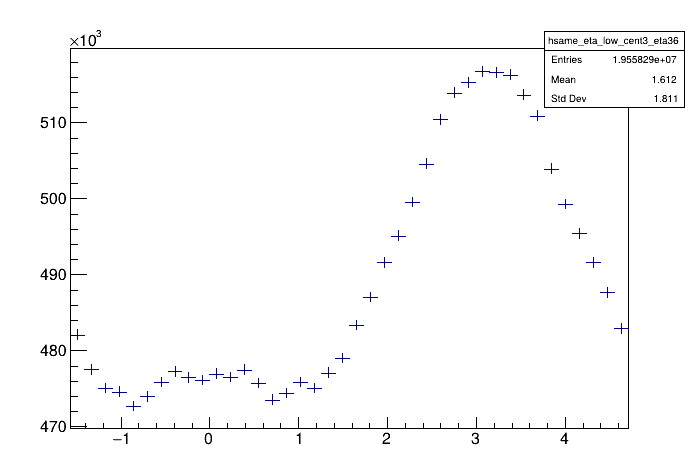 ×10³
hsame_eta_low_cent3_eta36
Entries 1.955829e+07
Mean 1.612
Std Dev 1.811
510
500
490
480
470
−1 0 1 2 3 4